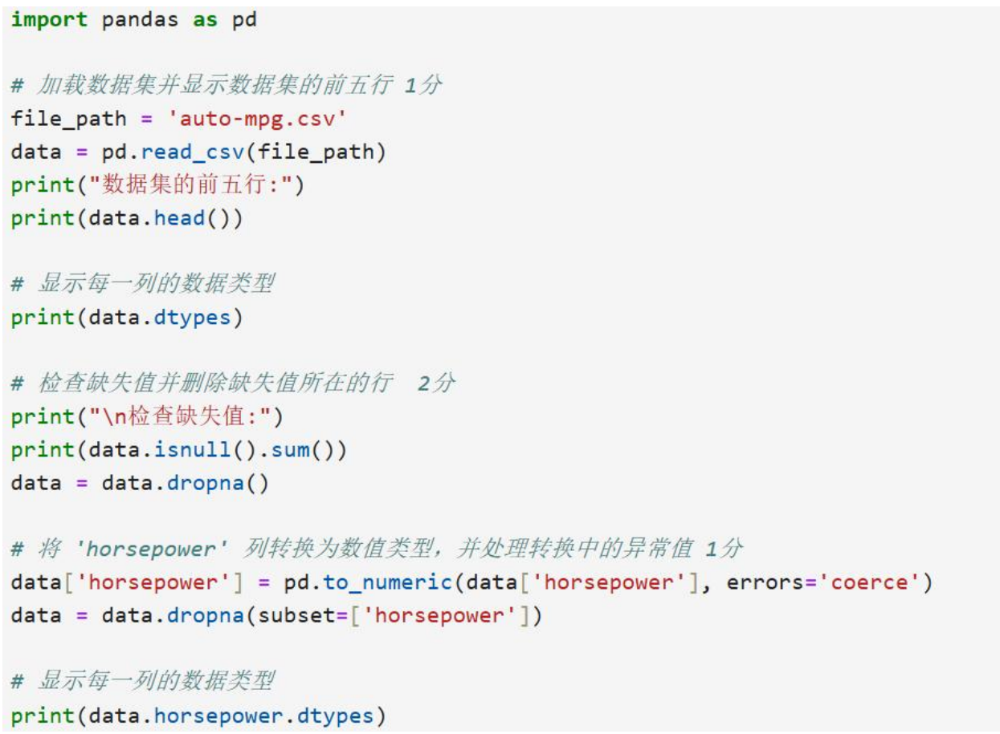 import pandas as pd
# 加载数据集并显示数据集的前五行 1分
file_path = 'auto-mpg.csv'
data = pd.read_csv(file_path)
print("数据集的前五行:")
print(data.head())
# 显示每一列的数据类型
print(data.dtypes)
# 检查缺失值并删除缺失值所在的行  2分
print("\n检查缺失值:")
print(data.isnull().sum())
data = data.dropna()
# 将 'horsepower' 列转换为数值类型，并处理转换中的异常值 1分
data['horsepower'] = pd.to_numeric(data['horsepower'], errors='coerce')
data = data.dropna(subset=['horsepower'])
# 显示每一列的数据类型
print(data.horsepower.dtypes)